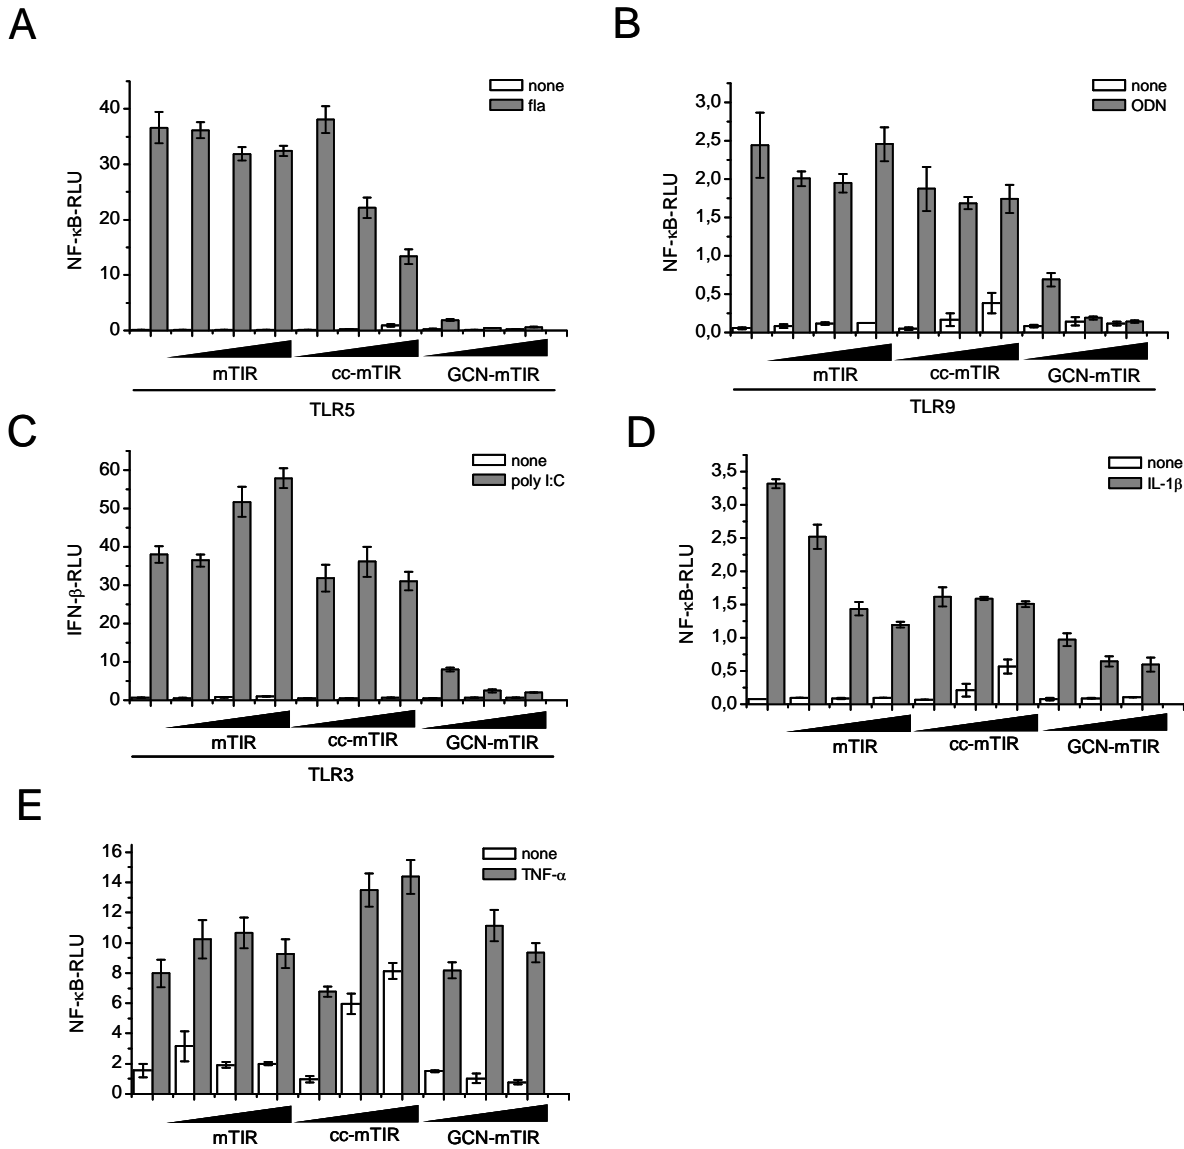 A
none
fla
NF-κB-RLU
40
30
20
10
0
mTIR
cc-mTIR
GCN-mTIR
TLR5
B
none
ODN
NF-κB-RLU
3,0
2,5
2,0
1,5
1,0
0,5
0,0
mTIR
cc-mTIR
GCN-mTIR
TLR9
C
none
poly I:C
IFN-β-RLU
60
50
40
30
20
10
0
mTIR
cc-mTIR
GCN-mTIR
TLR3
D
none
IL-1β
NF-κB-RLU
3,5
3,0
2,5
2,0
1,5
1,0
0,5
0,0
mTIR
cc-mTIR
GCN-mTIR
E
none
TNF-α
NF-κB-RLU
16
14
12
10
8
6
4
2
0
mTIR
cc-mTIR
GCN-mTIR